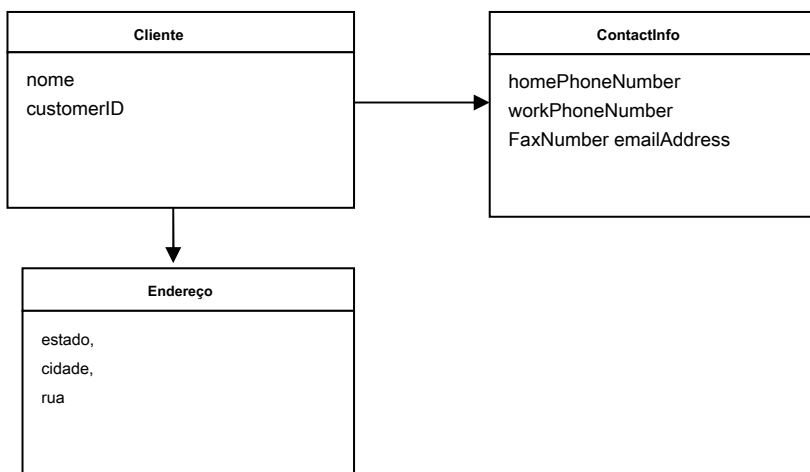 Cliente
nome
customerID
ContactInfo
homePhoneNumber
workPhoneNumber
FaxNumber emailAddress
Endereço
estado,
cidade,
rua